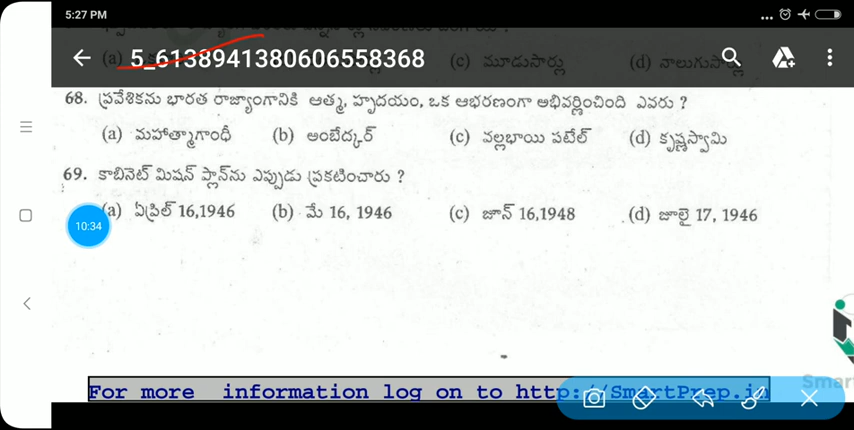 5:27 PM
5_6138941380606558368
(c) మూడుసార్లు (d) నాలుగుసార్లు
68. ప్రవేశికను భారత రాజ్యాంగానికి ఆత్మ, హృదయం, ఒక ఆభరణంగా అభివర్ణించింది ఎవరు ?
(a) మహాత్మాగాంధీ (b) అంబేద్కర్ (c) వల్లభాయి పటేల్ (d) కృష్ణస్వామి
69. కాబినెట్ మిషన్ ప్లాన్‌ను ఎప్పుడు ప్రకటించారు ?
(a) ఏప్రిల్ 16,1946 (b) మే 16, 1946 (c) జూన్ 16,1948 (d) జూలై 17, 1946
10:34
For more information log on to http://SmartPrep.in